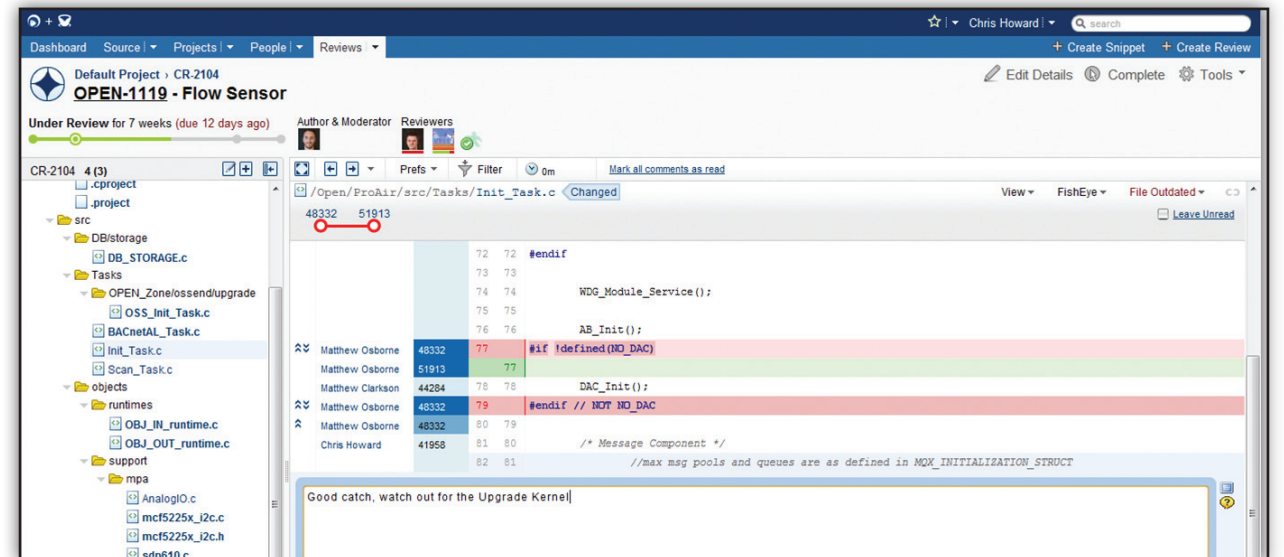 Chris Howard
search
Dashboard Source Projects People Reviews + Create Snippet + Create Review
Default Project › CR-2104
OPEN-1119 - Flow Sensor
Edit Details Complete Tools
Under Review for 7 weeks (due 12 days ago)
Author & Moderator Reviewers
CR-2104 4 (3)
Prefs Filter 0m Mark all comments as read
.cproject
.project
src
DB/storage
DB_STORAGE.c
Tasks
OPEN_Zone/ossend/upgrade
OSS_Init_Task.c
BACnetAL_Task.c
Init_Task.c
Scan_Task.c
objects
runtimes
OBJ_IN_runtime.c
OBJ_OUT_runtime.c
support
mpa
AnalogIO.c
mcf5225x_i2c.c
mcf5225x_i2c.h
sdp610.c
/Open/ProAir/src/Tasks/Init_Task.c Changed
View FishEye File Outdated
48332 51913
Leave Unread
72 72 #endif
73 73
74 74 WDG_Module_Service();
75 75
76 76 AB_Init();
Matthew Osborne 48332 77 #if !defined(NO_DAC)
Matthew Osborne 51913 77
Matthew Clarkson 44284 78 78 DAC_Init();
Matthew Osborne 48332 79 #endif // NOT NO_DAC
Matthew Osborne 48332 80 79
Chris Howard 41958 81 80 /* Message Component */
82 81 //max msg pools and queues are as defined in MQX_INITIALIZATION_STRUCT
Good catch, watch out for the Upgrade Kernel